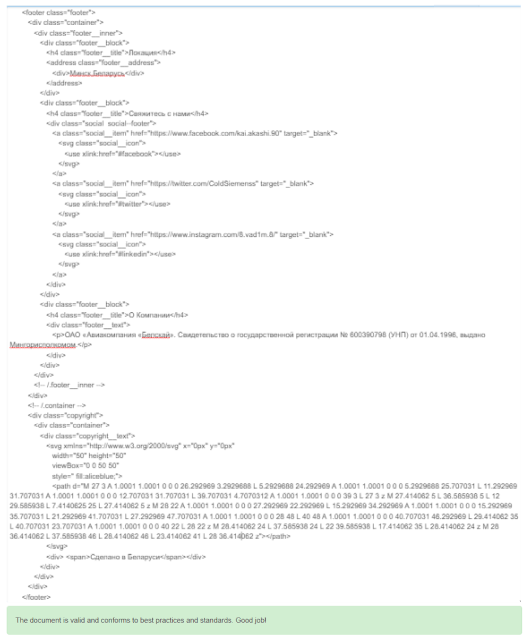 <footer class="footer">
<div class="container">
<div class="footer__inner">
<div class="footer__block">
<h4 class="footer__title">Локация</h4>
<address class="footer__address">
<div>Минск,Беларусь</div>
</address>
</div>
<div class="footer__block">
<h4 class="footer__title">Свяжитесь с нами</h4>
<div class="social social--footer">
<a class="social__item" href="https://www.facebook.com/kai.akashi.90" target="_blank">
<svg class="social__icon">
<use xlink:href="#facebook"></use>
</svg>
</a>
<a class="social__item" href="https://twitter.com/ColdSiemenss" target="_blank">
<svg class="social__icon">
<use xlink:href="#twitter"></use>
</svg>
</a>
<a class="social__item" href="https://www.instagram.com/8.vad1m.8/" target="_blank">
<svg class="social__icon">
<use xlink:href="#linkedin"></use>
</svg>
</a>
</div>
</div>
<div class="footer__block">
<h4 class="footer__title">О Компании</h4>
<div class="footer__text">
<p>ОАО «Авиакомпания «Белскай». Свидетельство о государственной регистрации № 600390798 (УНП) от 01.04.1998, выдано
Мингорисполкомом.</p>
</div>
</div>
</div>
<!-- /.footer__inner -->
</div>
<!-- /.container -->
<div class="copyright">
<div class="container">
<div class="copyright__text">
<svg xmlns="http://www.w3.org/2000/svg" x="0px" y="0px"
width="50" height="50"
viewBox="0 0 50 50"
style=" fill:aliceblue;">
<path d="M 27 3 A 1.0001 1.0001 0 0 0 26.292969 3.2929688 L 5.2929688 24.292969 A 1.0001 1.0001 0 0 0 5.2929688 25.707031 L 11.292969
31.707031 A 1.0001 1.0001 0 0 0 12.707031 31.707031 L 39.707031 4.7070312 A 1.0001 1.0001 0 0 0 39 3 L 27 3 z M 27.414062 5 L 36.585938 5 L 12
29.585938 L 7.4140625 25 L 27.414062 5 z M 28 22 A 1.0001 1.0001 0 0 0 27.292969 22.292969 L 15.292969 34.292969 A 1.0001 1.0001 0 0 0 15.292969
35.707031 L 21.292969 41.707031 L 27.292969 47.707031 A 1.0001 1.0001 0 0 0 28 48 L 40 48 A 1.0001 1.0001 0 0 0 40.707031 46.292969 L 29.414062 35
L 40.707031 23.707031 A 1.0001 1.0001 0 0 0 40 22 L 28 22 z M 28.414062 24 L 37.585938 24 L 22 39.585938 L 17.414062 35 L 28.414062 24 z M 28
36.414062 L 37.585938 46 L 28.414062 46 L 23.414062 41 L 28 36.414062 z"></path>
</svg>
<div> <span>Сделано в Беларуси</span></div>
</div>
</div>
</div>
</footer>
The document is valid and conforms to best practices and standards. Good job!